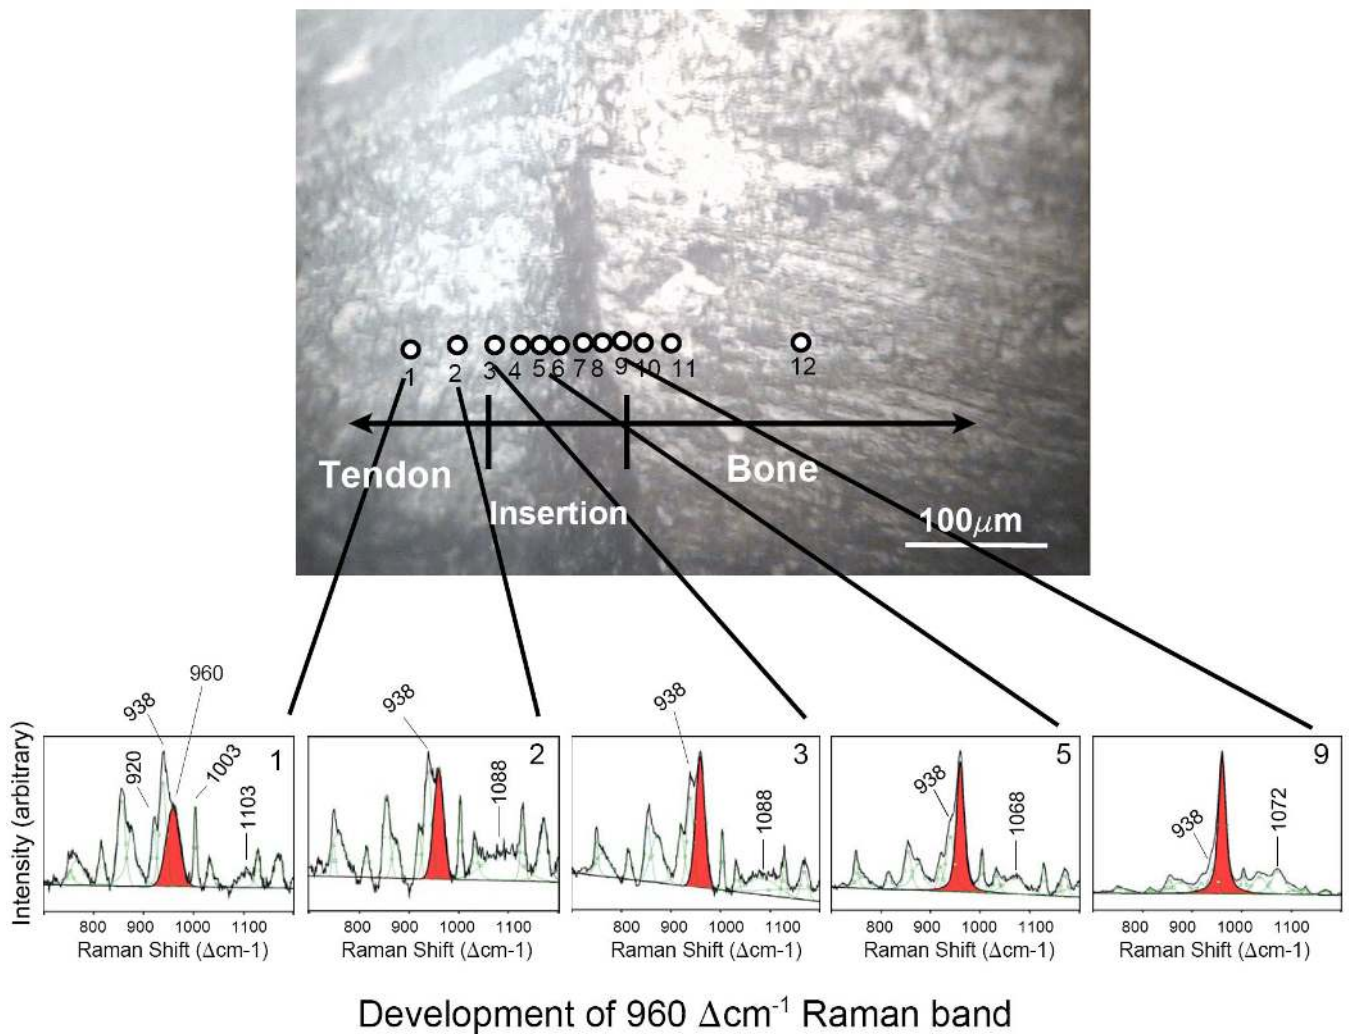 1 2 3 4 5 6 7 8 9 10 11 12
Tendon
Bone
Insertion
100μm
Intensity (arbitrary)
938
960
920
1003
1103
1
938
1088
2
938
1088
3
938
1068
5
938
1072
9
800 900 1000 1100
800 900 1000 1100
800 900 1000 1100
800 900 1000 1100
800 900 1000 1100
Raman Shift (Δcm-1)
Raman Shift (Δcm-1)
Raman Shift (Δcm-1)
Raman Shift (Δcm-1)
Raman Shift (Δcm-1)
Development of 960 Δcm⁻¹ Raman band